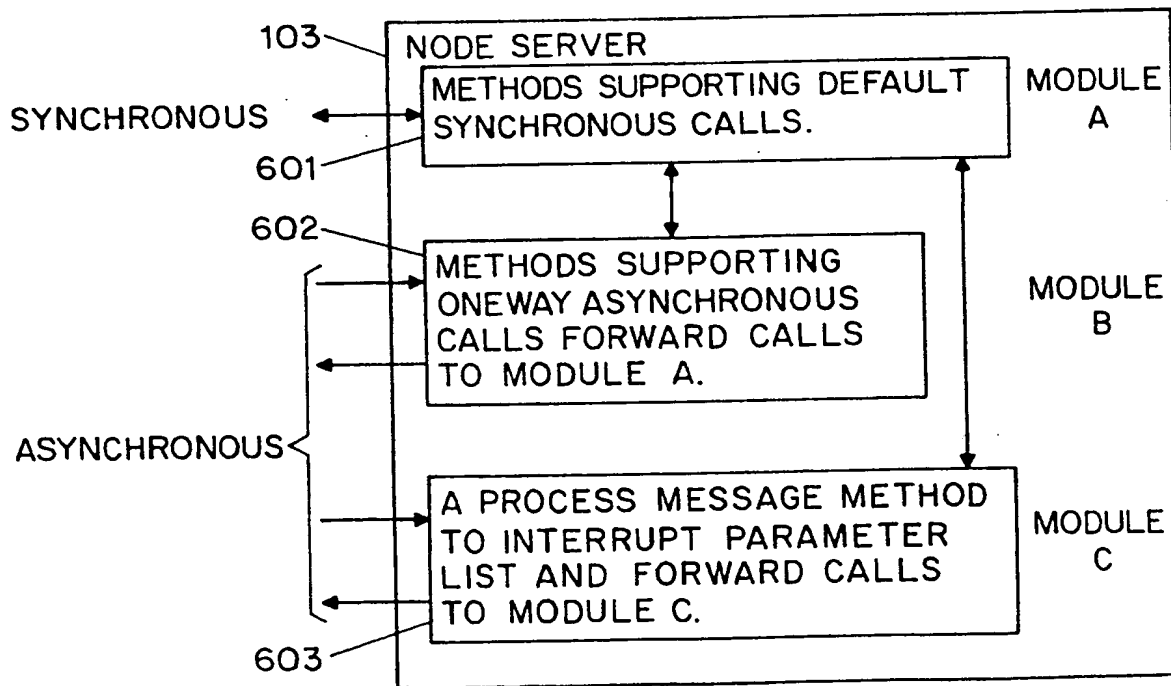 103
NODE SERVER
METHODS SUPPORTING DEFAULT
SYNCHRONOUS CALLS.
MODULE
A
SYNCHRONOUS
601
602
METHODS SUPPORTING
ONEWAY ASYNCHRONOUS
CALLS FORWARD CALLS
TO MODULE A.
MODULE
B
ASYNCHRONOUS
A PROCESS MESSAGE METHOD
TO INTERRUPT PARAMETER
LIST AND FORWARD CALLS
TO MODULE C.
MODULE
C
603